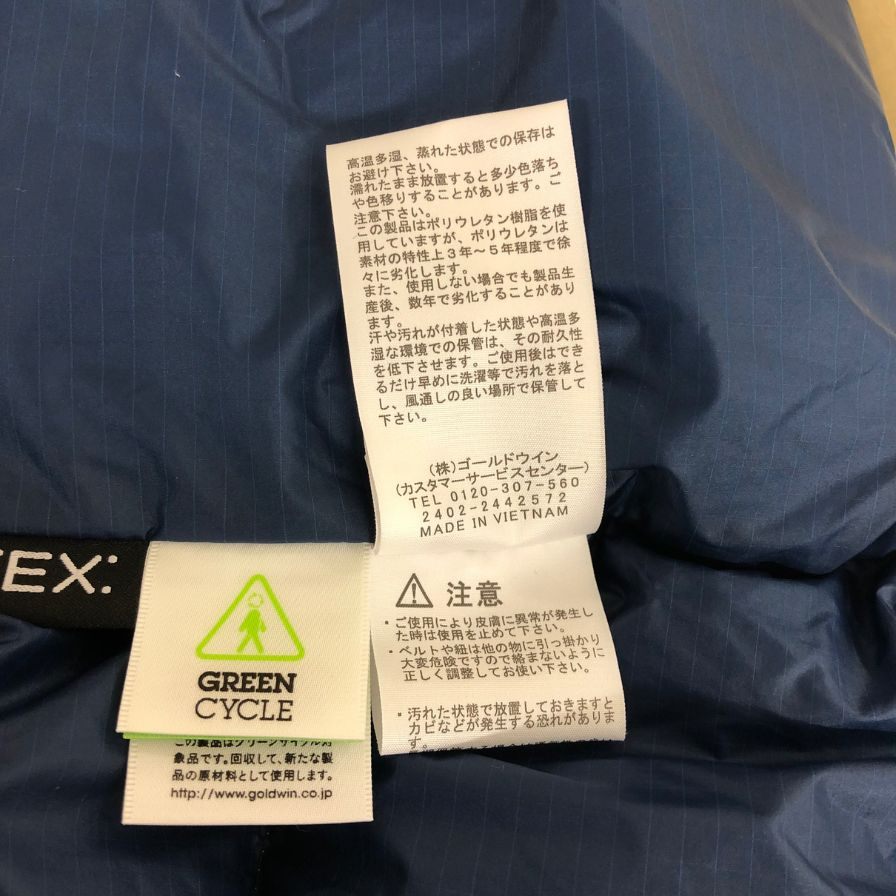 高温多湿、蒸れた状態での保存は
お避け下さい。
濡れたまま放置すると多少色落ち
や色移りすることがあります。ご
注意下さい。
この製品はポリウレタン樹脂を使
用していますが、ポリウレタンは
素材の特性上3年～5年程度で徐
々に劣化します。
また、使用しない場合でも製品生
産後、数年で劣化することがあり
ます。
汗や汚れが付着した状態や高温多
湿な環境での保管は、その耐久性
を低下させます。ご使用後はでき
るだけ早めに洗濯等で汚れを落と
し、風通しの良い場所で保管して
下さい。
(株)ゴールドウイン
(カスタマーサービスセンター)
TEL 0120-307-560
2402-2442572
MADE IN VIETNAM
注意
・ご使用により皮膚に異常が発生し
た時は使用を止めて下さい。
・ベルトや紐は他の物に引っ掛かり
大変危険ですので絡まないように
正しく調整してお使い下さい。
・汚れた状態で放置しておきますと
カビなどが発生する恐れがありま
す。
EX:
GREEN
CYCLE
この製品はグリーンサイクル対
象品です。回収して、新たな製
品の原材料として使用します。
http://www.goldwin.co.jp